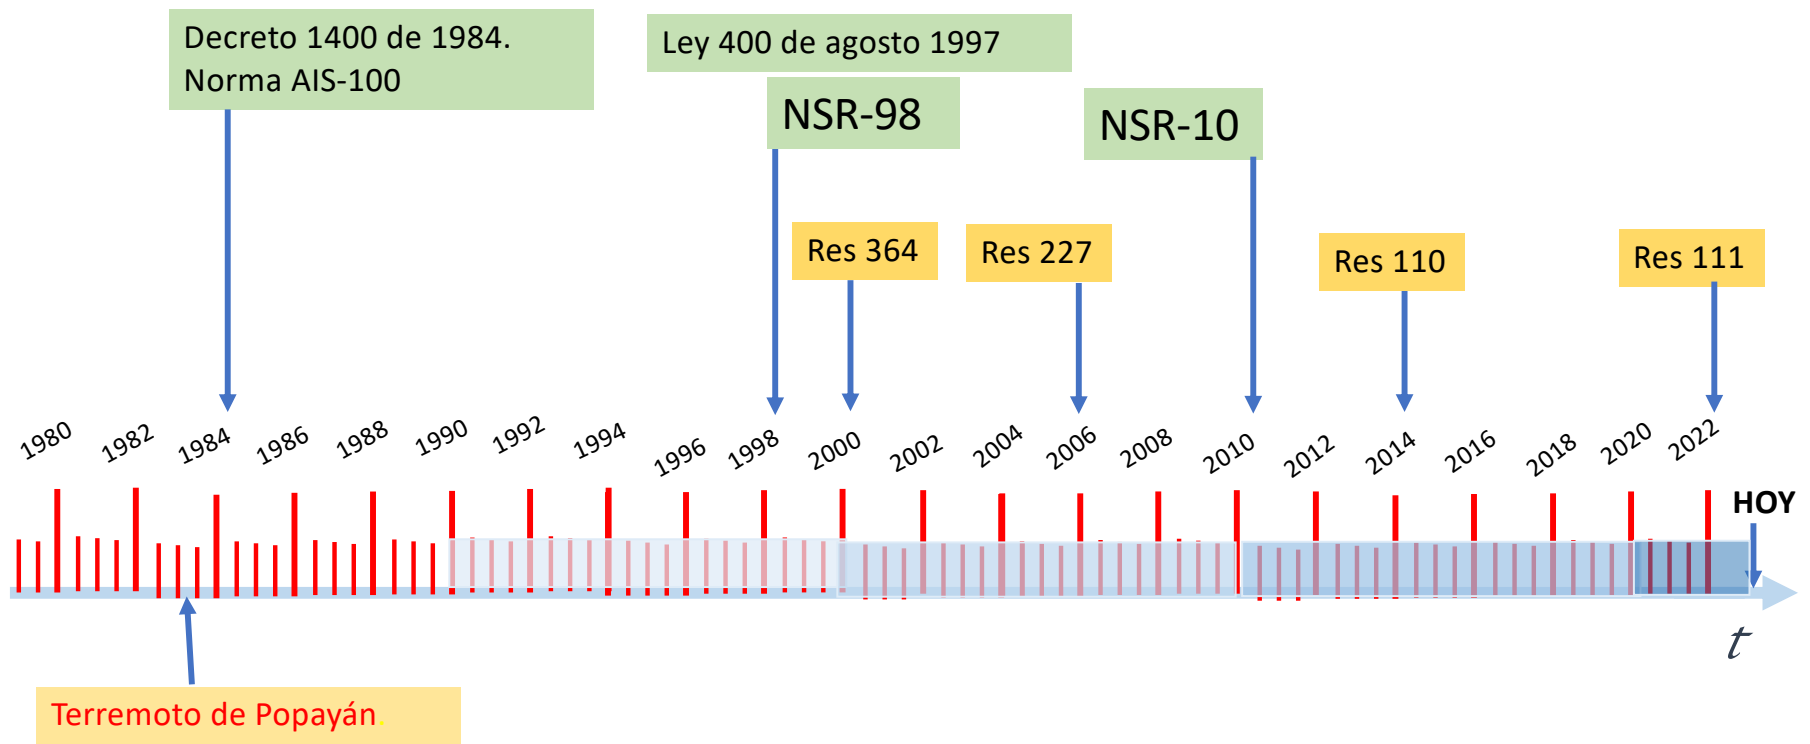 Decreto 1400 de 1984.
Norma AIS-100
Ley 400 de agosto 1997
NSR-98
NSR-10
Res 364
Res 227
Res 110
Res 111
1980
1982
1984
1986
1988
1990
1992
1994
1996
1998
2000
2002
2004
2006
2008
2010
2012
2014
2016
2018
2020
2022
HOY
t
Terremoto de Popayán.